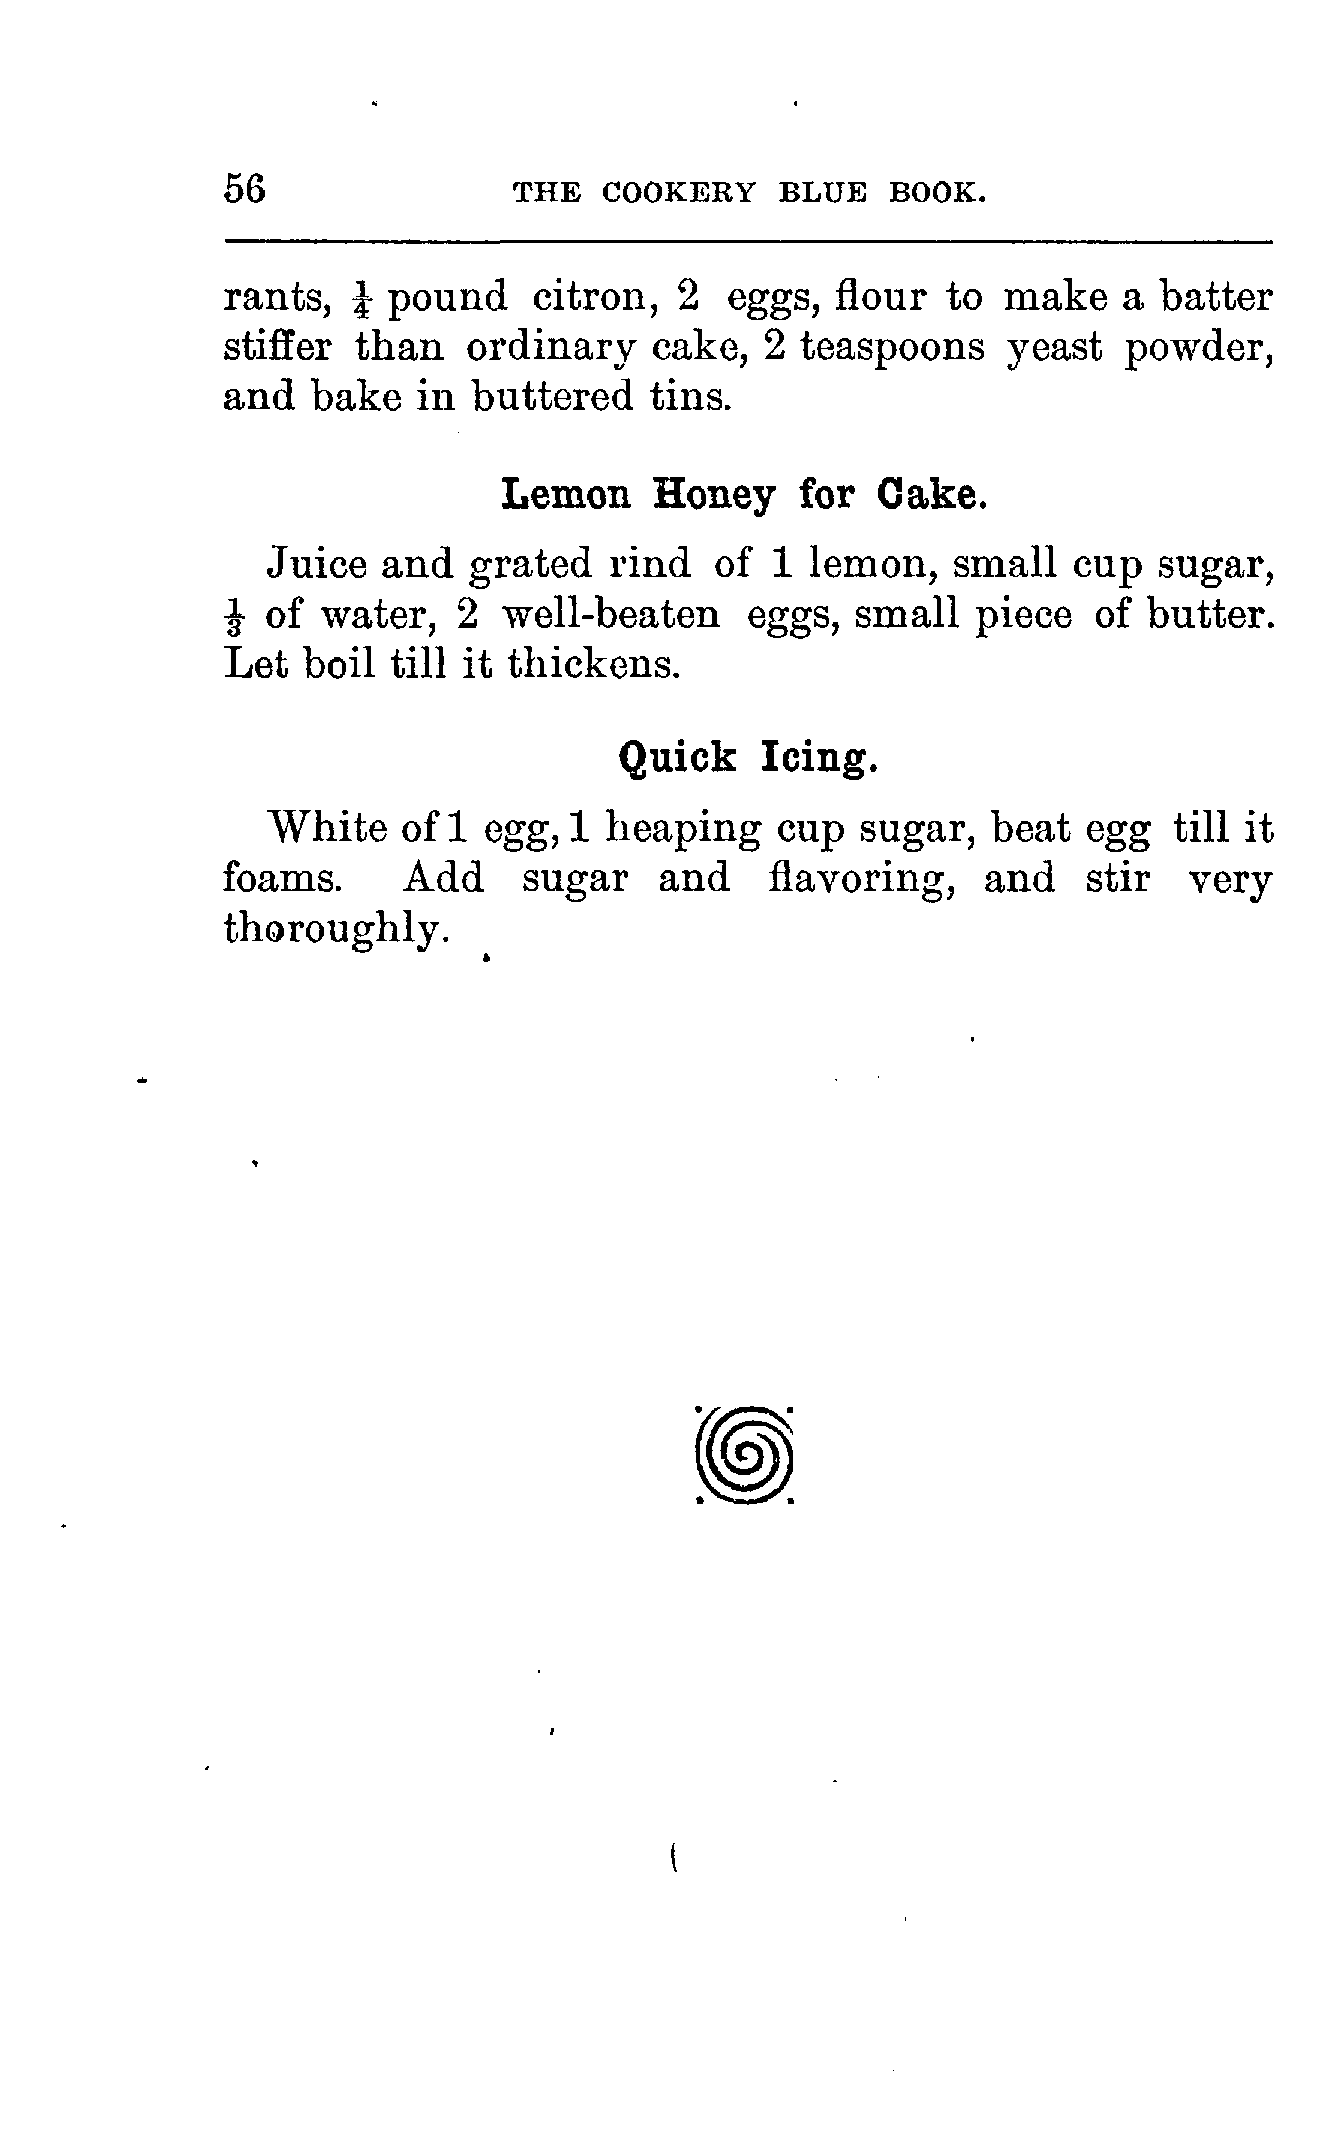 56 THE COOKERY BLUE BOOK.
rants, ¼ pound citron, 2 eggs, flour to make a batter
stiffer than ordinary cake, 2 teaspoons yeast powder,
and bake in buttered tins.
Lemon Honey for Cake.
Juice and grated rind of 1 lemon, small cup sugar,
⅓ of water, 2 well-beaten eggs, small piece of butter.
Let boil till it thickens.
Quick Icing.
White of 1 egg, 1 heaping cup sugar, beat egg till it
foams. Add sugar and flavoring, and stir very
thoroughly.